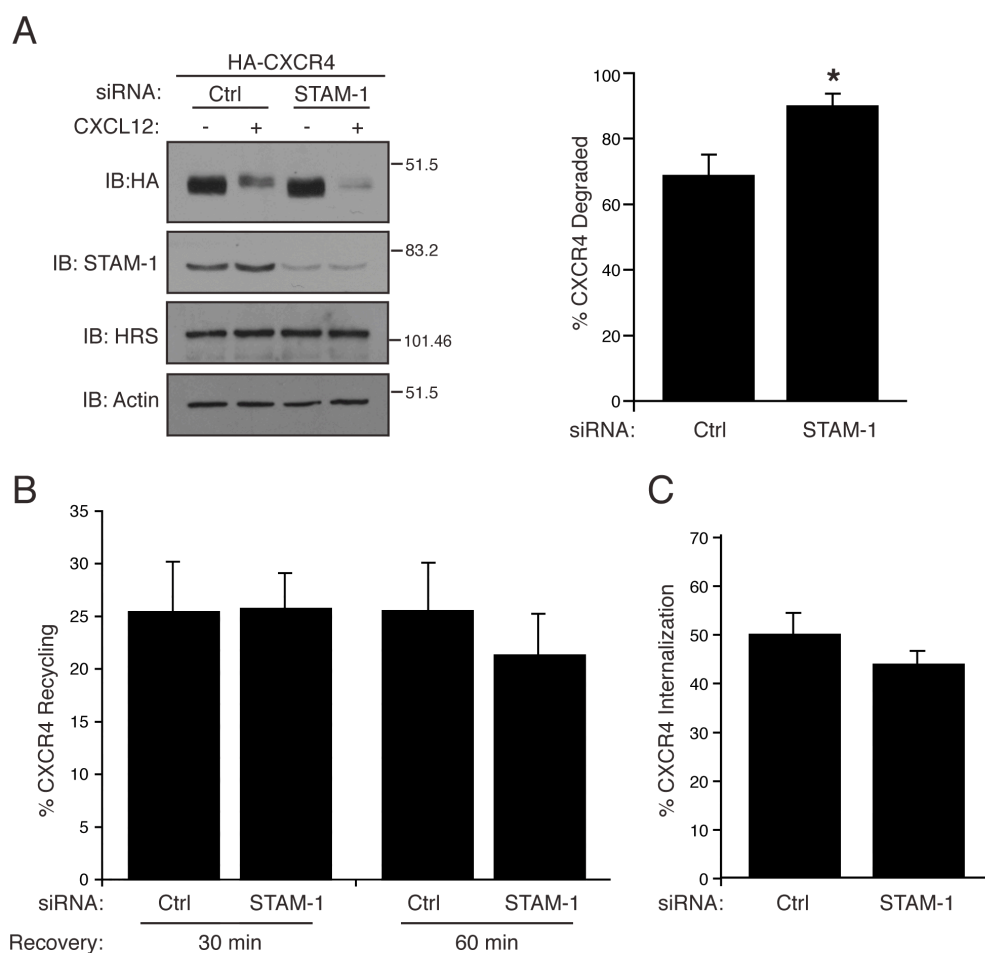 A
HA-CXCR4
siRNA: Ctrl STAM-1
CXCL12: - + - +
IB:HA
51.5
IB: STAM-1
83.2
IB: HRS
101.46
IB: Actin
51.5
100
80
60
40
20
0
% CXCR4 Degraded
*
siRNA: Ctrl STAM-1
B
35
30
25
20
15
10
5
0
% CXCR4 Recycling
siRNA: Ctrl STAM-1 Ctrl STAM-1
Recovery: 30 min 60 min
C
70
60
50
40
30
20
10
0
% CXCR4 Internalization
siRNA: Ctrl STAM-1